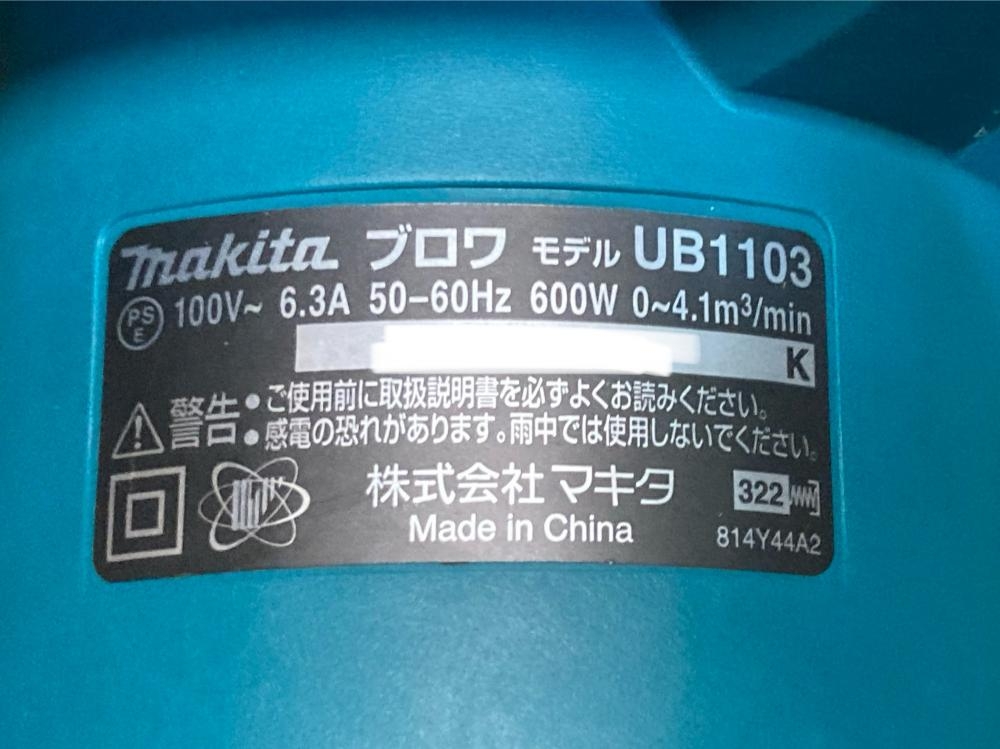 makita ブロワ モデル UB1103
PS E 100V~ 6.3A 50-60Hz 600W 0~4.1m³/min
K
警告 • ご使用前に取扱説明書を必ずよくお読みください。
• 感電の恐れがあります。雨中では使用しないでください。
株式会社 マキタ 322
Made in China 814Y44A2